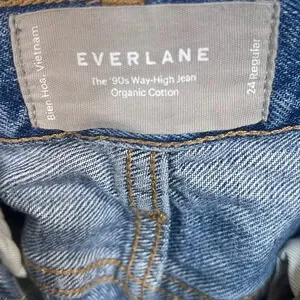 Bien Hoa, Vietnam
EVERLANE
The '90s Way-High Jean
Organic Cotton
24 Regular